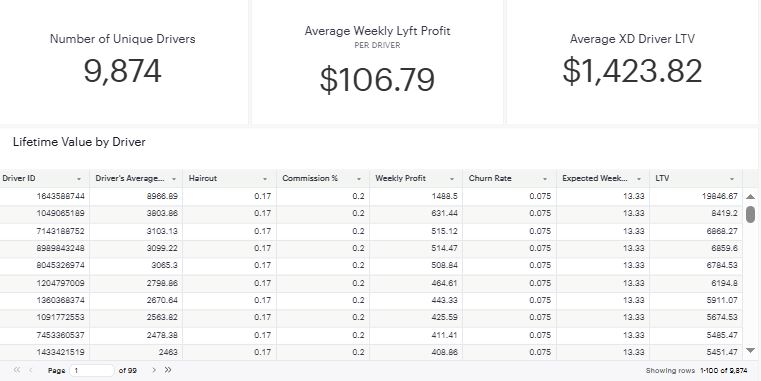 Number of Unique Drivers
9,874
Average Weekly Lyft Profit
PER DRIVER
$106.79
Average XD Driver LTV
$1,423.82
Lifetime Value by Driver
Driver ID Driver's Average... Haircut Commission % Weekly Profit Churn Rate Expected Week... LTV
1643588744 8966.89 0.17 0.2 1488.5 0.075 13.33 19846.67
1049065189 3803.86 0.17 0.2 631.44 0.075 13.33 8419.2
7143188752 3103.13 0.17 0.2 515.12 0.075 13.33 6868.27
8989843248 3099.22 0.17 0.2 514.47 0.075 13.33 6859.6
8045326974 3065.3 0.17 0.2 508.84 0.075 13.33 6784.53
1204797009 2798.86 0.17 0.2 464.61 0.075 13.33 6194.8
1360368374 2670.64 0.17 0.2 443.33 0.075 13.33 5911.07
1091772553 2563.82 0.17 0.2 425.59 0.075 13.33 5674.53
7453360537 2478.38 0.17 0.2 411.41 0.075 13.33 5485.47
1433421519 2463 0.17 0.2 408.86 0.075 13.33 5451.47
Page 1 of 99 Showing rows 1-100 of 9,874